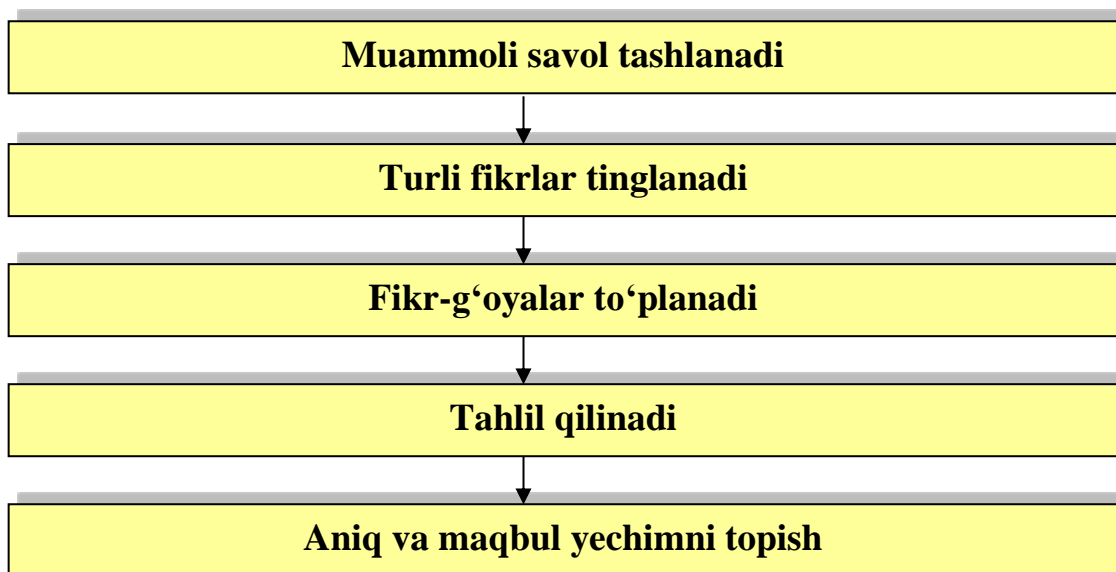 Muammoli savol tashlanadi
Turli fikrlar tinglanadi
Fikr-g‘oyalar to‘planadi
Tahlil qilinadi
Aniq va maqbul yechimni topish